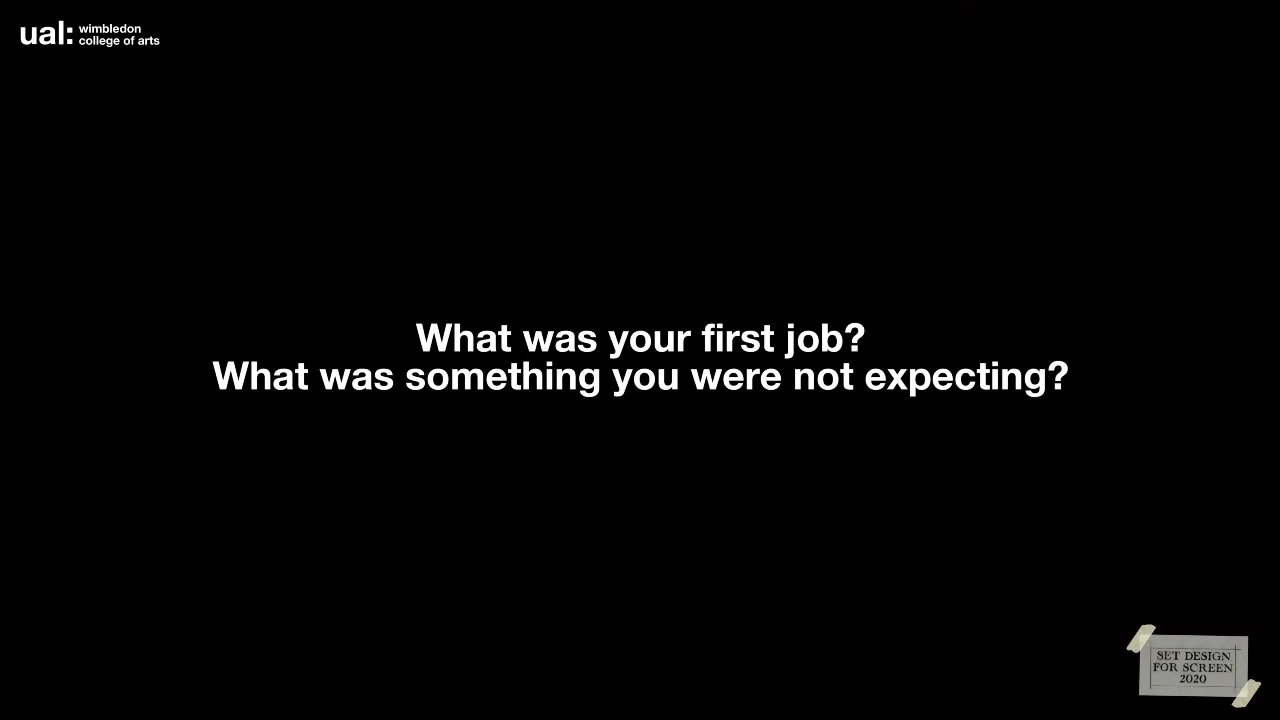 ual: wimbledon
college of arts
What was your first job?
What was something you were not expecting?
SET DESIGN
FOR SCREEN
2020